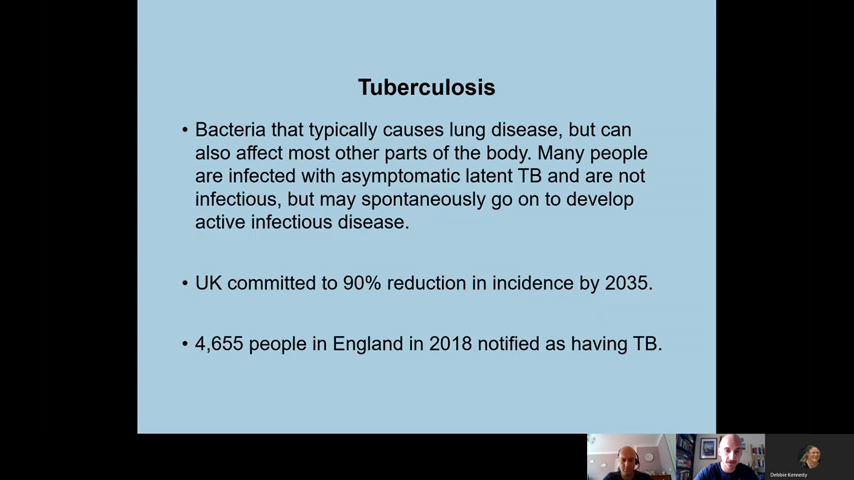 Tuberculosis
• Bacteria that typically causes lung disease, but can
also affect most other parts of the body. Many people
are infected with asymptomatic latent TB and are not
infectious, but may spontaneously go on to develop
active infectious disease.
• UK committed to 90% reduction in incidence by 2035.
• 4,655 people in England in 2018 notified as having TB.
Debbie Kennedy